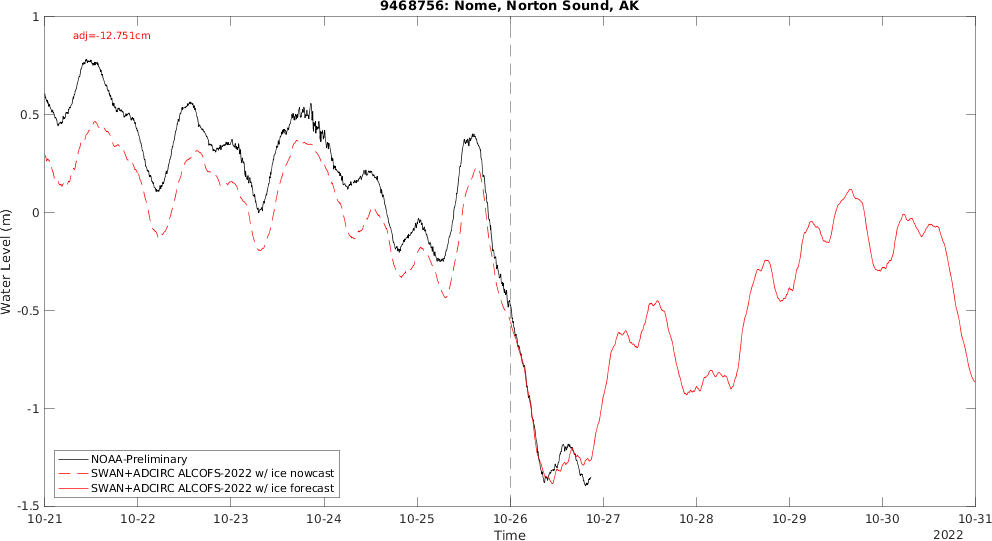 9468756: Nome, Norton Sound, AK
adj=-12.751cm
Water Level (m)
1
0.5
0
-0.5
-1
-1.5
NOAA-Preliminary
SWAN+ADCIRC ALCOFS-2022 w/ ice nowcast
SWAN+ADCIRC ALCOFS-2022 w/ ice forecast
10-21 10-22 10-23 10-24 10-25 10-26 10-27 10-28 10-29 10-30 10-31
Time
2022